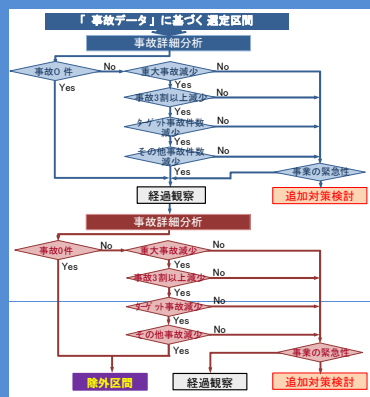 「 事故データ 」に基づく選定区間
事故詳細分析
事故0 件
No
重大事故減少
No
Yes
Yes
事故3割以上減少
No
Yes
ターゲット事故件数
減少
No
Yes
その他事故件数
減少
No
Yes
事業の緊急性
経過観察
追加対策検討
事故詳細分析
事故0件
No
重大事故減少
No
Yes
Yes
事故3割以上減少
No
Yes
ターゲット事故減少
No
Yes
その他事故減少
No
Yes
事業の緊急性
除外区間
経過観察
追加対策検討